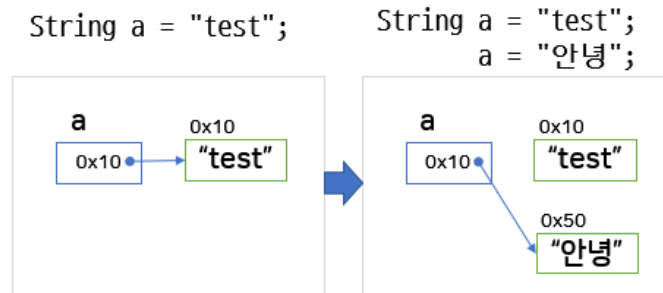 String a = "test";
a
0x10
0x10
"test"
String a = "test";
a = "안녕";
a
0x10
0x10
"test"
0x50
"안녕"